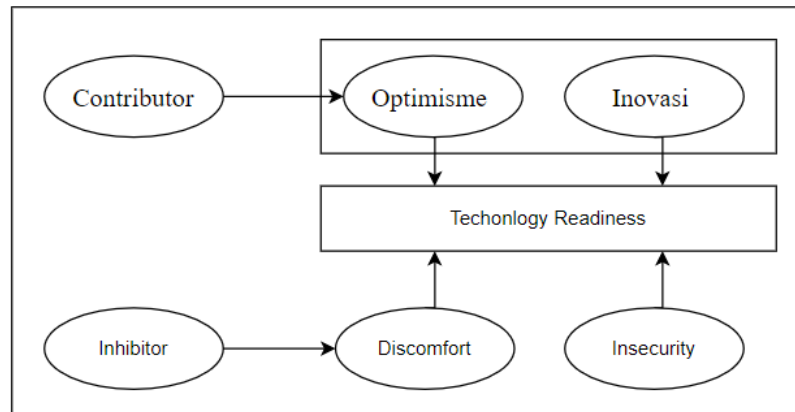 Contributor
Optimisme
Inovasi
Techonlogy Readiness
Inhibitor
Discomfort
Insecurity